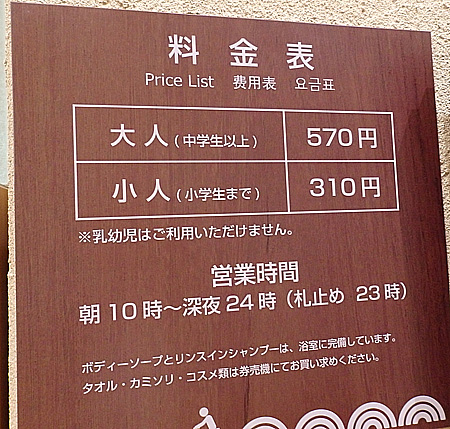 料金表
Price List 费用表 요금표
大人(中学生以上) 570円
小人(小学生まで) 310円
※乳幼児はご利用いただけません。
営業時間
朝10時～深夜24時(札止め 23時)
ボディーソープとリンスインシャンプーは、浴室に完備しています。
タオル・カミソリ・コスメ類は券売機にてお買い求めください。